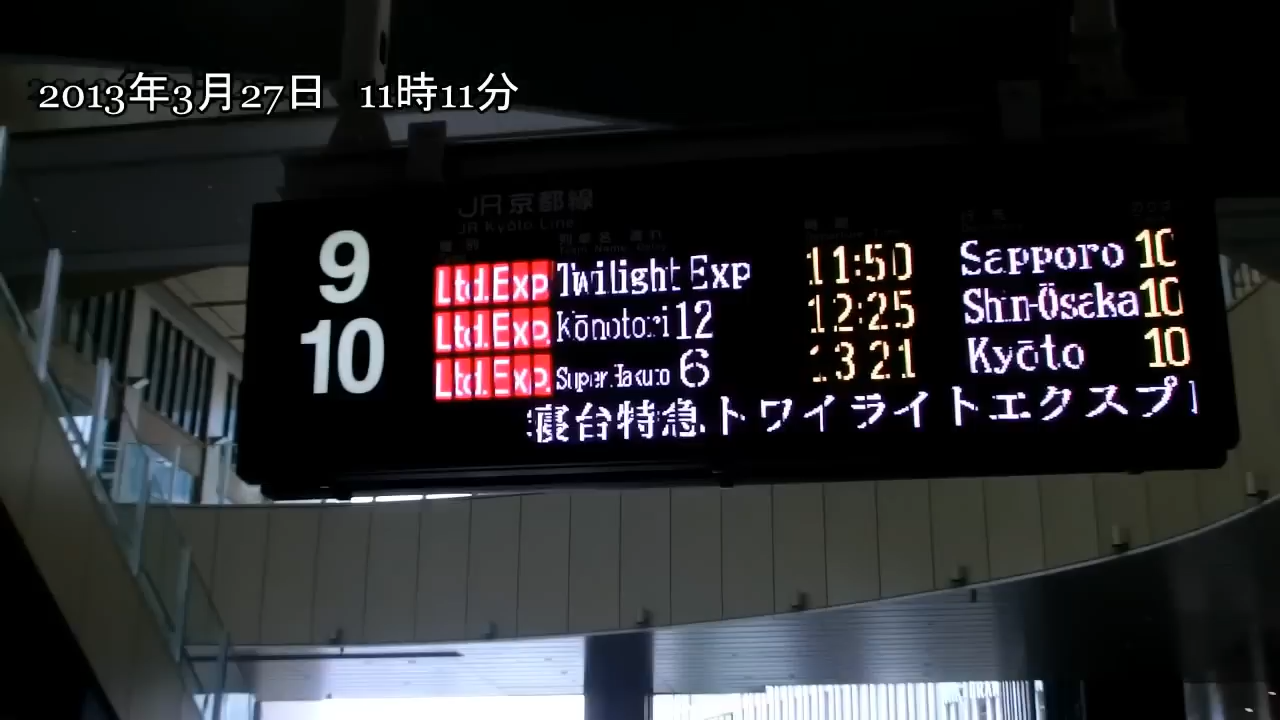 2013年3月27日 11時11分
JR京都線
JR Kyōto Line
9
10
Ltd.Exp Twilight Exp 11:50 Sapporo 10
Ltd.Exp. Kōnotori 12 12:25 Shin-Ōsaka 10
Ltd.Exp. Super Hakuto 6 13 21 Kyōto 10
寝台特急、トワイライトエクスプ